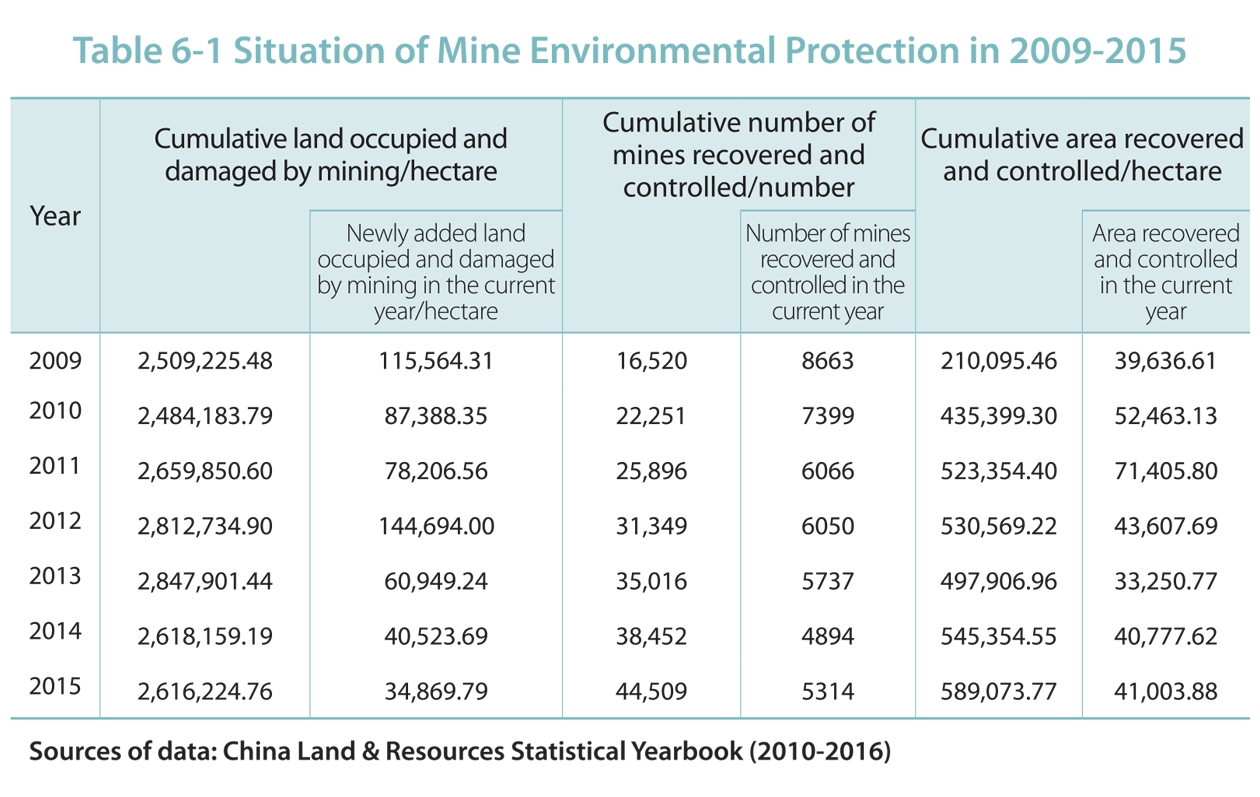 Table 6-1 Situation of Mine Environmental Protection in 2009-2015
Year
Cumulative land occupied and
damaged by mining/hectare
Newly added land
occupied and damaged
by mining in the current
year/hectare
Cumulative number of
mines recovered and
controlled/number
Number of mines
recovered and
controlled in the
current year
Cumulative area recovered
and controlled/hectare
Area recovered
and controlled
in the current
year
2009 2,509,225.48 115,564.31 16,520 8663 210,095.46 39,636.61
2010 2,484,183.79 87,388.35 22,251 7399 435,399.30 52,463.13
2011 2,659,850.60 78,206.56 25,896 6066 523,354.40 71,405.80
2012 2,812,734.90 144,694.00 31,349 6050 530,569.22 43,607.69
2013 2,847,901.44 60,949.24 35,016 5737 497,906.96 33,250.77
2014 2,618,159.19 40,523.69 38,452 4894 545,354.55 40,777.62
2015 2,616,224.76 34,869.79 44,509 5314 589,073.77 41,003.88
Sources of data: China Land & Resources Statistical Yearbook (2010-2016)